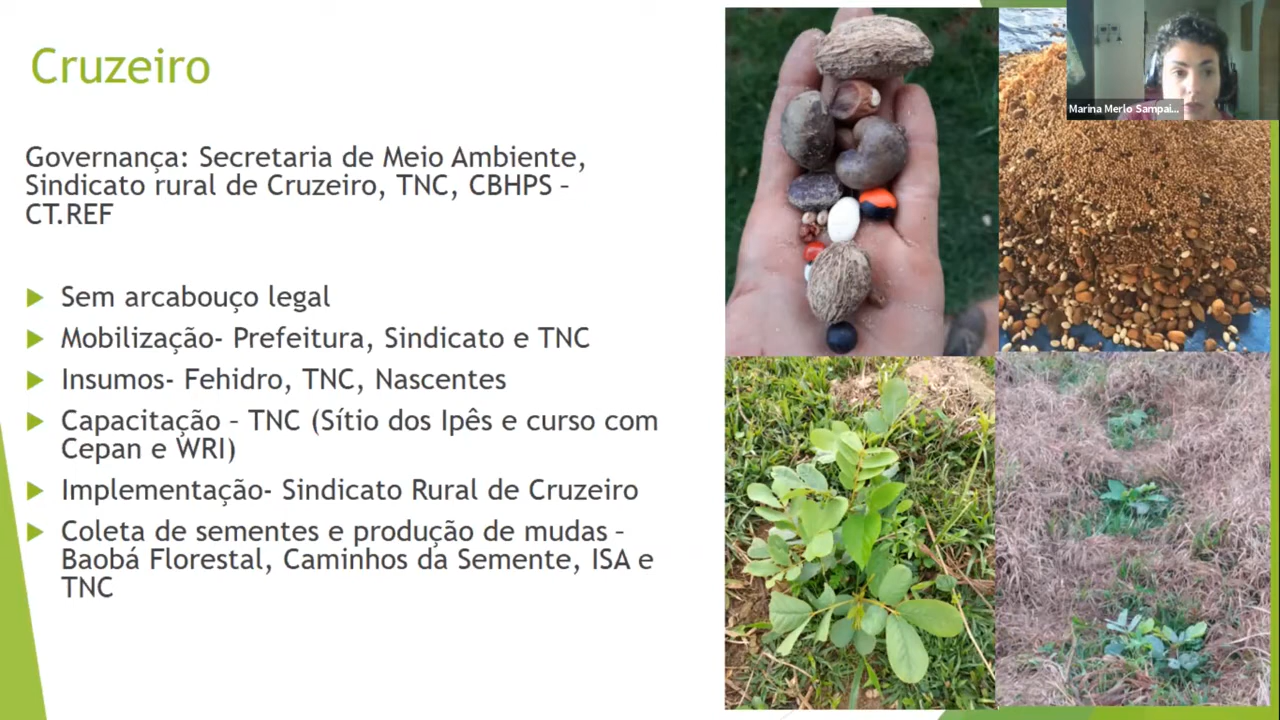 Cruzeiro
Governança: Secretaria de Meio Ambiente,
Sindicato rural de Cruzeiro, TNC, CBHPS –
CT.REF
Sem arcabouço legal
Mobilização- Prefeitura, Sindicato e TNC
Insumos- Fehidro, TNC, Nascentes
Capacitação – TNC (Sítio dos Ipês e curso com
Cepan e WRI)
Implementação- Sindicato Rural de Cruzeiro
Coleta de sementes e produção de mudas –
Baobá Florestal, Caminhos da Semente, ISA e
TNC
Marina Merlo Sampai...